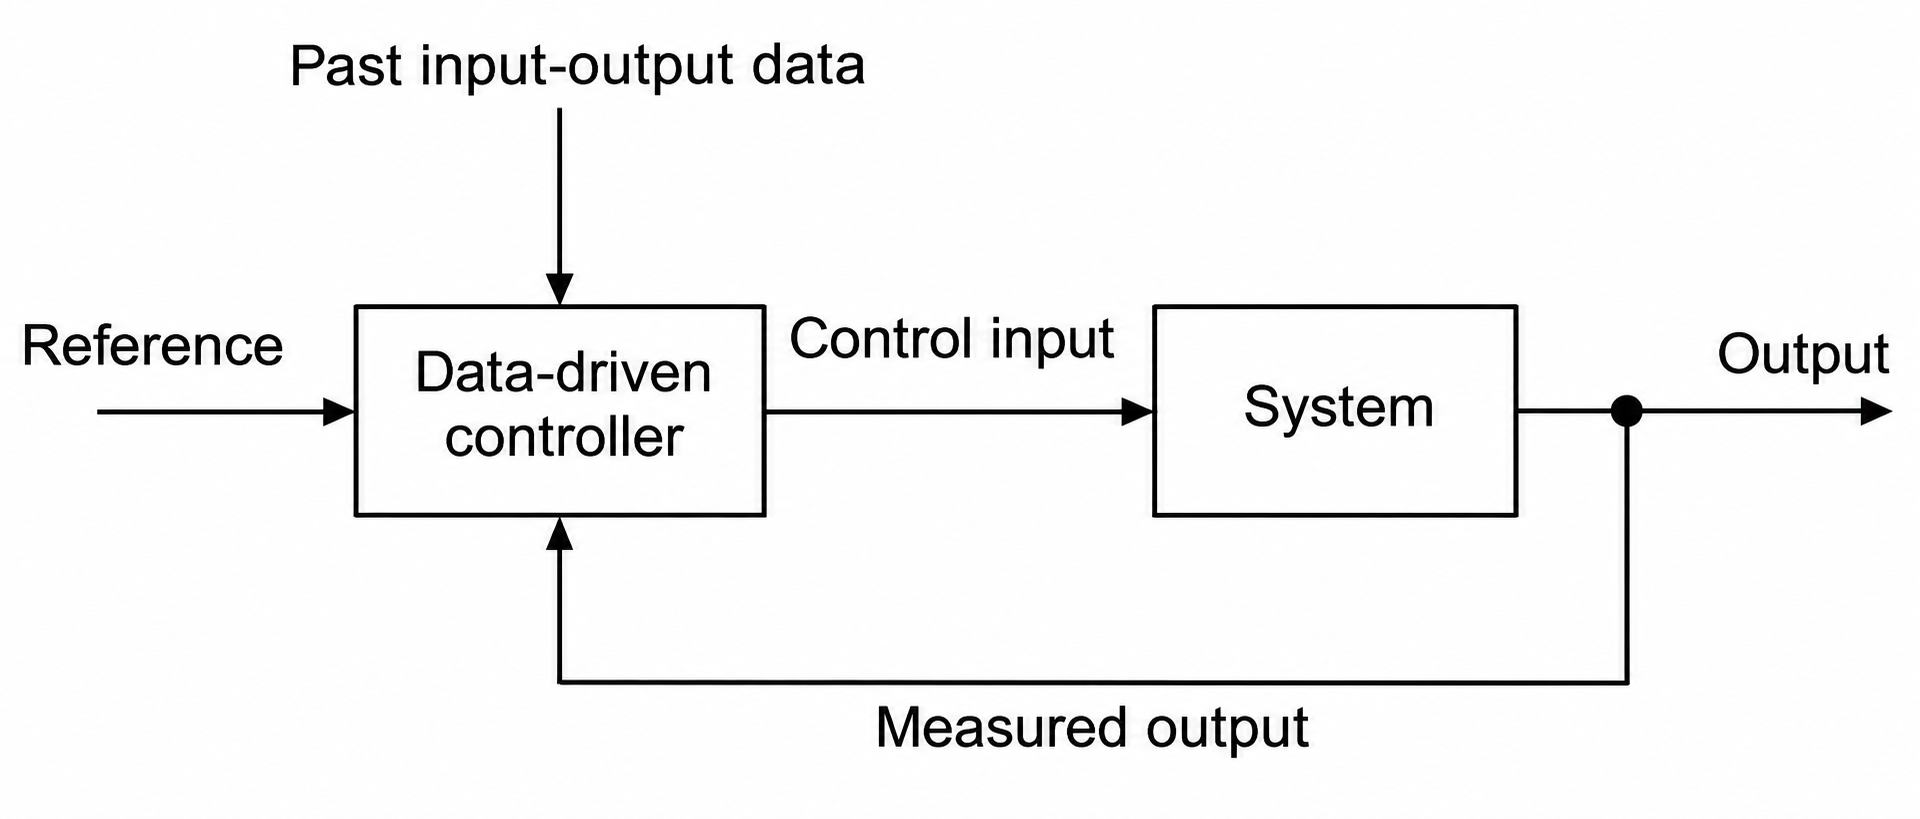 Past input-output data
Reference
Data-driven
controller
Control input
System
Output
Measured output